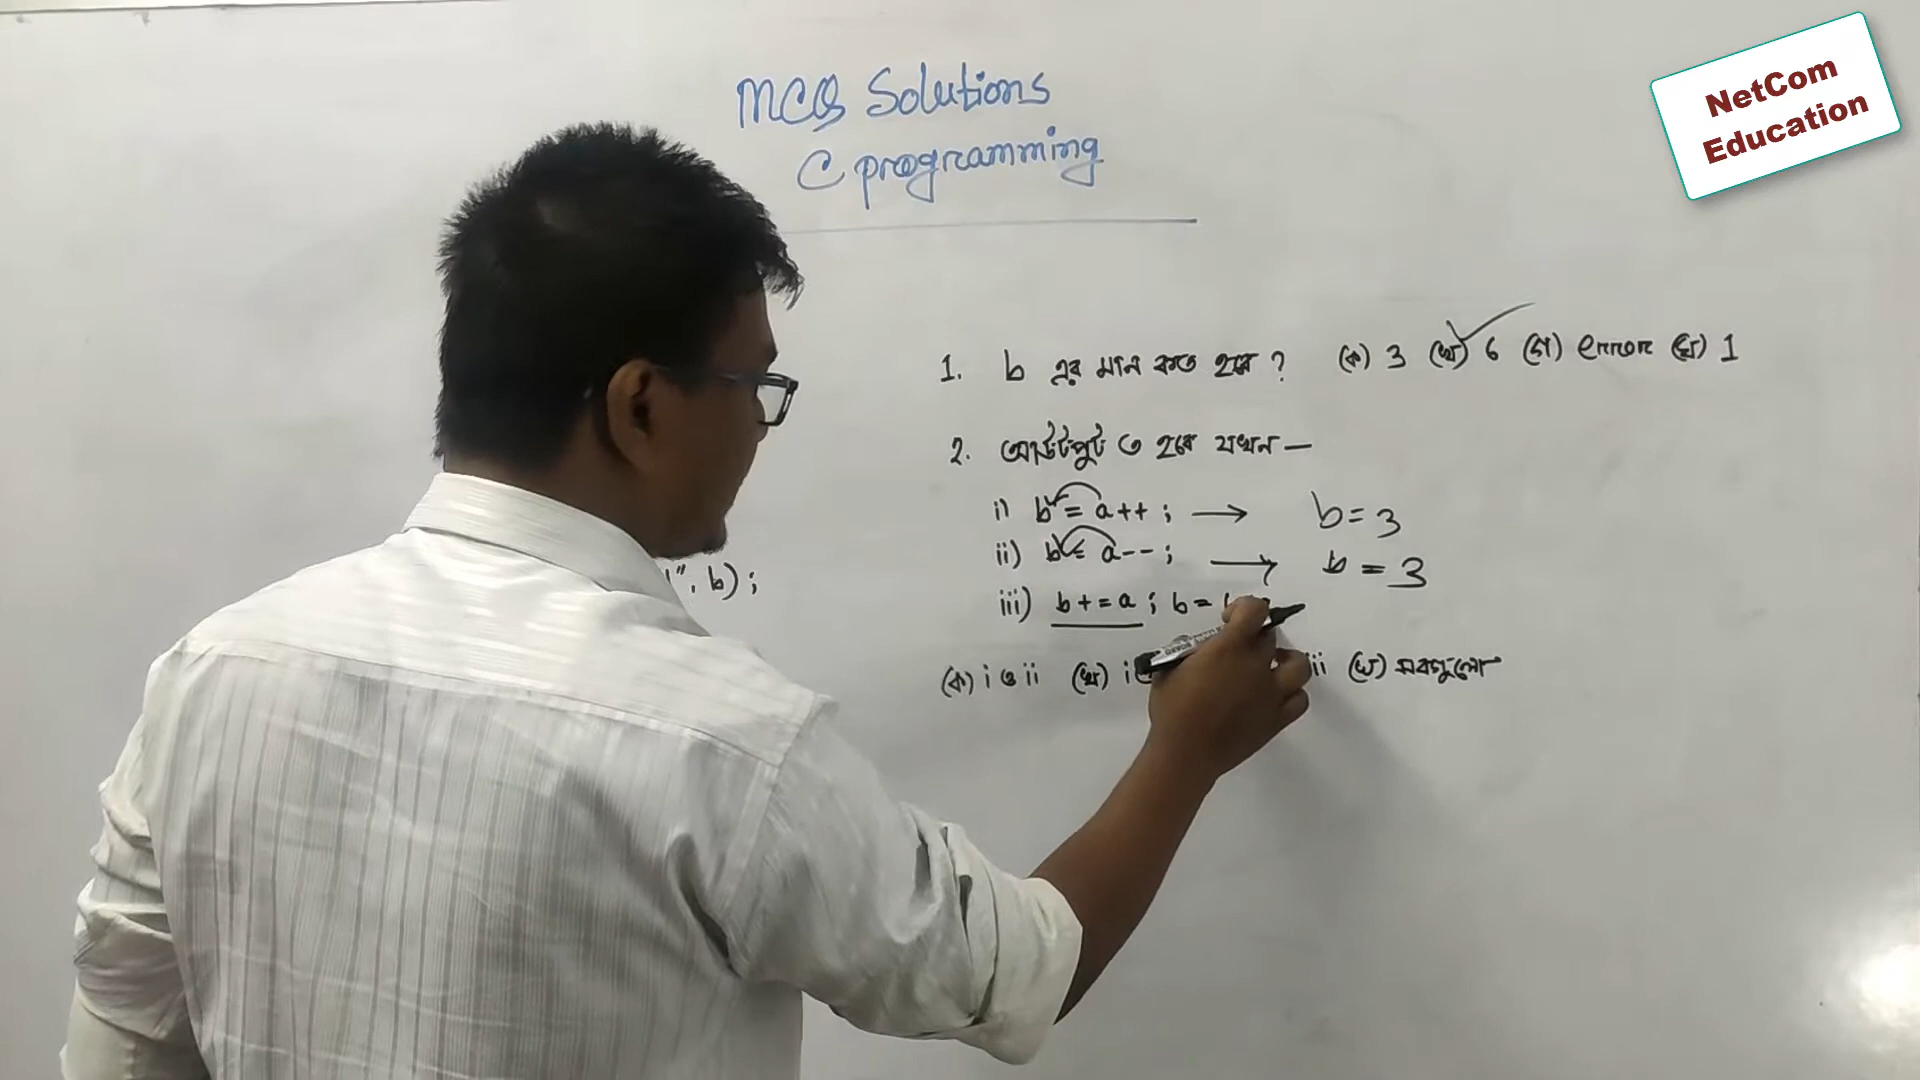 NetCom
Education
MCQ Solutions
C programming
1. b এর মান কত হবে ? (ক) 3 (খ) 6 (গ) error (ঘ) 1
2. আউটপুট ৩ হবে যখন—
i) b = a++ ; → b = 3
ii) b = a-- ; → b = 3
iii) b += a ; b =
", b) ;
(ক) i ও ii (খ) i iii (ঘ) সবগুলো